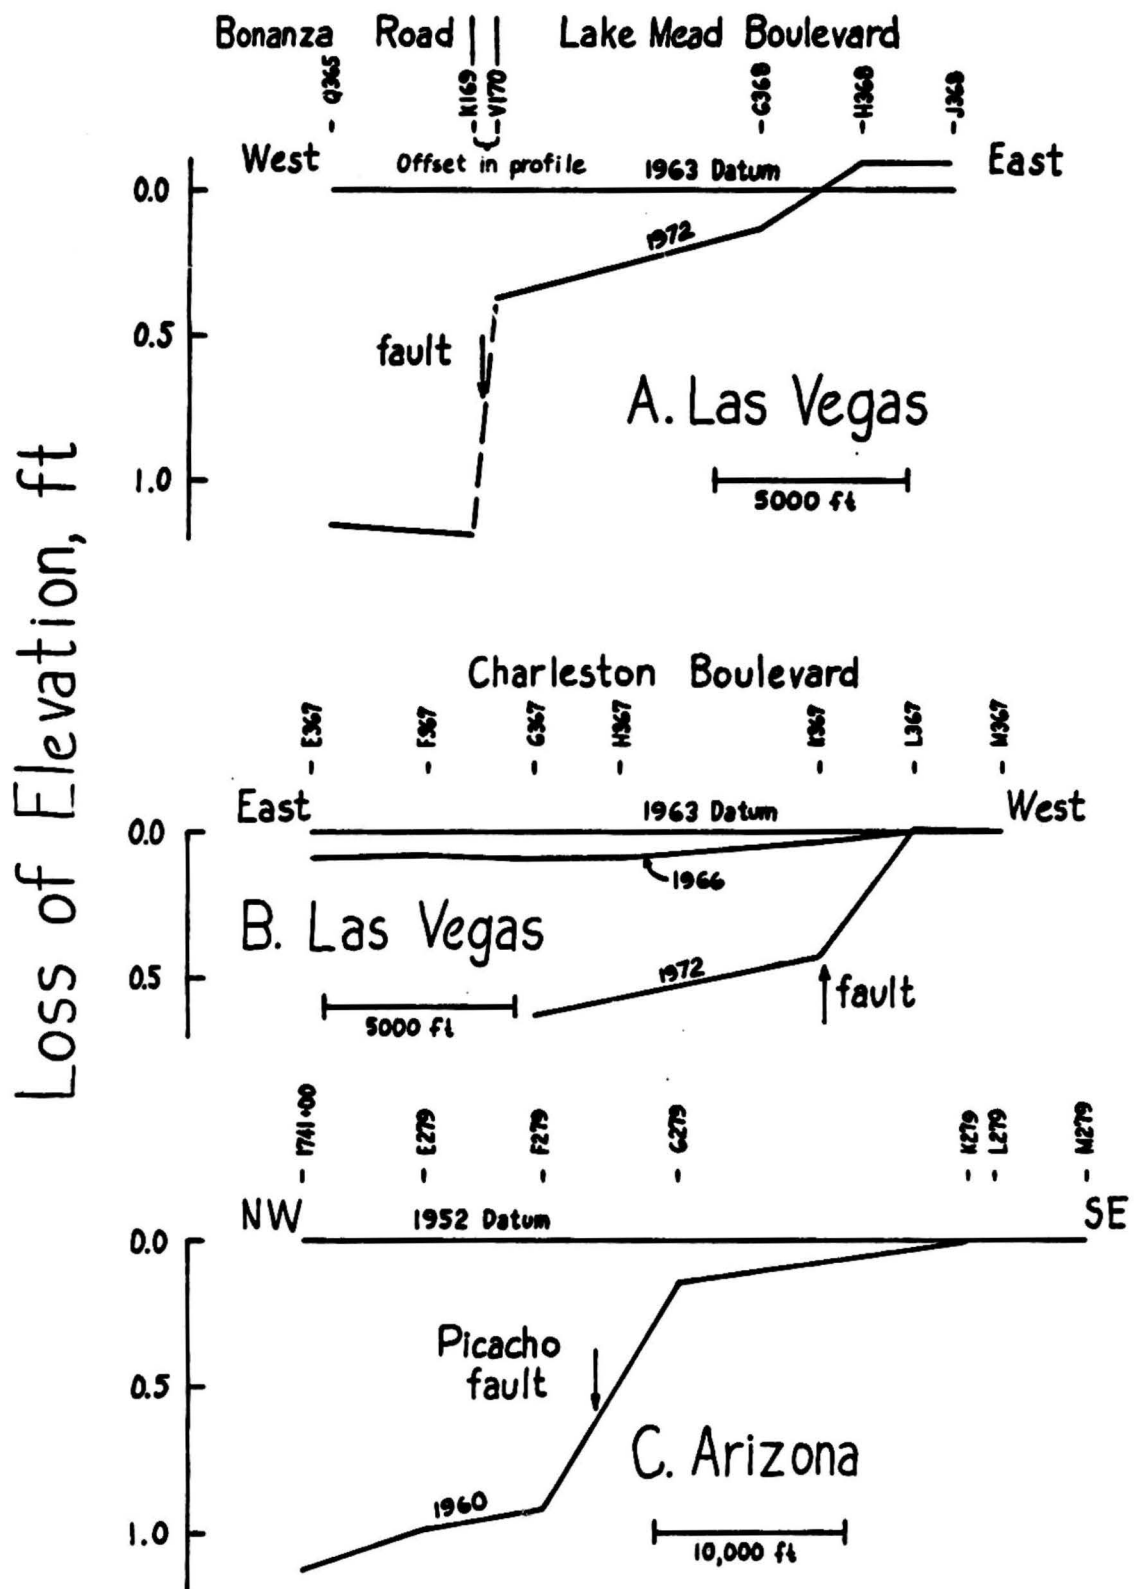 Bonanza Road Lake Mead Boulevard
Q365
K169
V170
G368
H368
J368
West
Offset in profile
1963 Datum
East
0.0
1972
0.5
fault
A. Las Vegas
1.0
5000 ft
Loss of Elevation, ft
Charleston Boulevard
E367
F367
G367
H367
K367
L367
M367
East
1963 Datum
West
0.0
1966
B. Las Vegas
0.5
1972
fault
5000 ft
1741+00
E279
F279
G279
K279
L279
M279
NW
1952 Datum
SE
0.0
Picacho
fault
0.5
C. Arizona
1960
1.0
10,000 ft